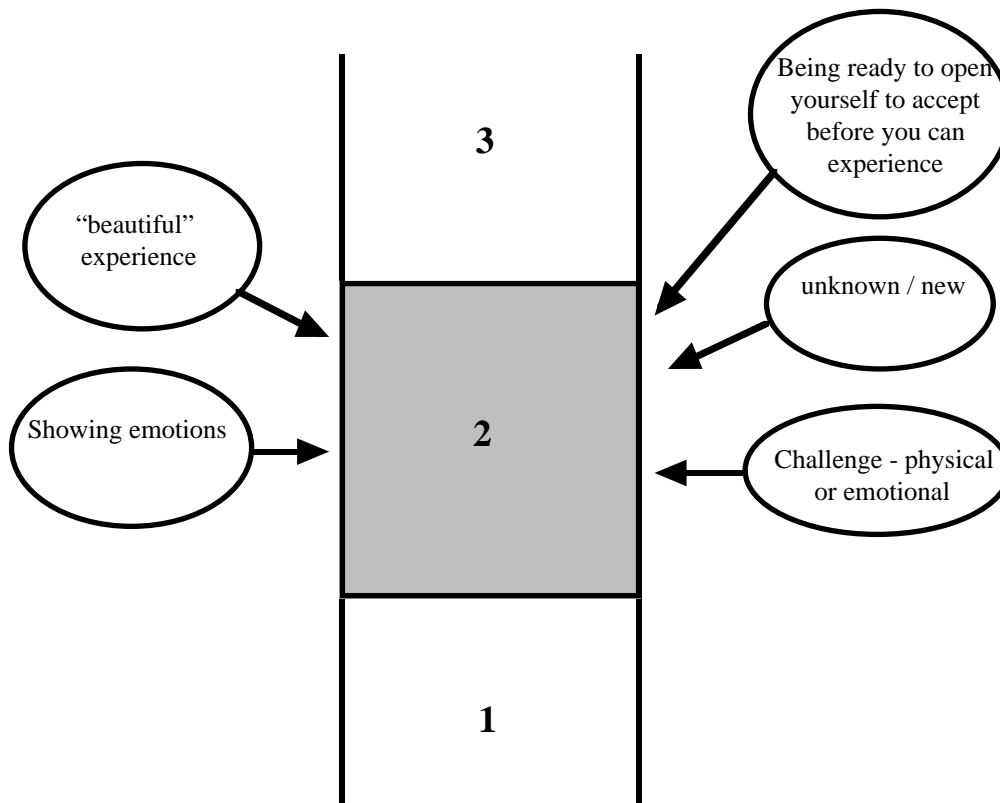 Being ready to open
yourself to accept
before you can
experience
3
“beautiful”
experience
unknown / new
Showing emotions
2
Challenge - physical
or emotional
1